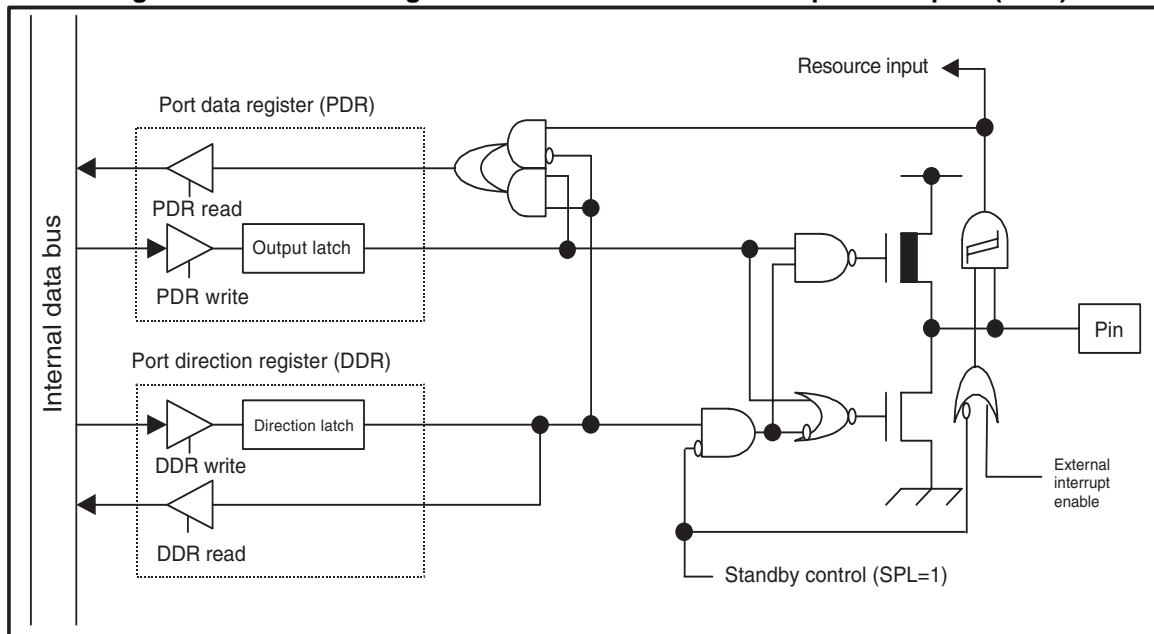 Resource input
Port data register (PDR)
PDR read
Output latch
PDR write
Internal data bus
Pin
Port direction register (DDR)
Direction latch
DDR write
External
interrupt
enable
DDR read
Standby control (SPL=1)